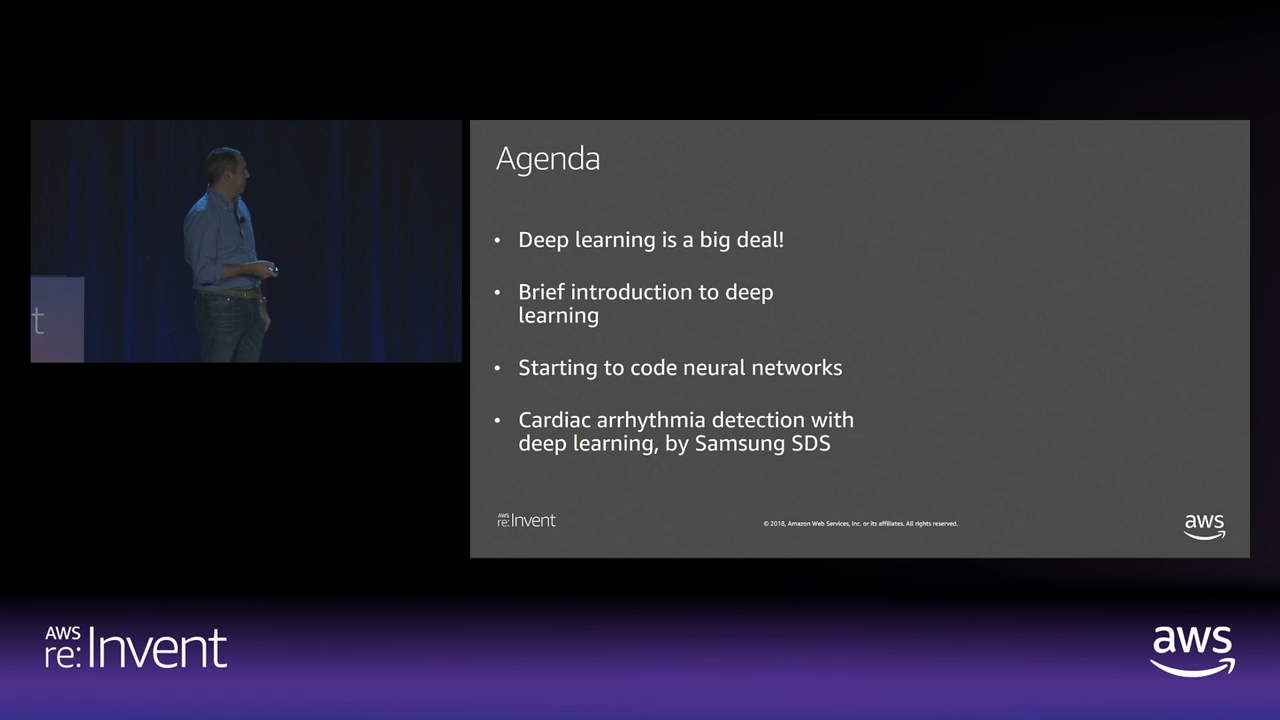 Agenda
• Deep learning is a big deal!
• Brief introduction to deep
learning
• Starting to code neural networks
• Cardiac arrhythmia detection with
deep learning, by Samsung SDS
t
AWS
re:Invent
© 2018, Amazon Web Services, Inc. or its affiliates. All rights reserved.
aws
AWS
re:Invent
aws